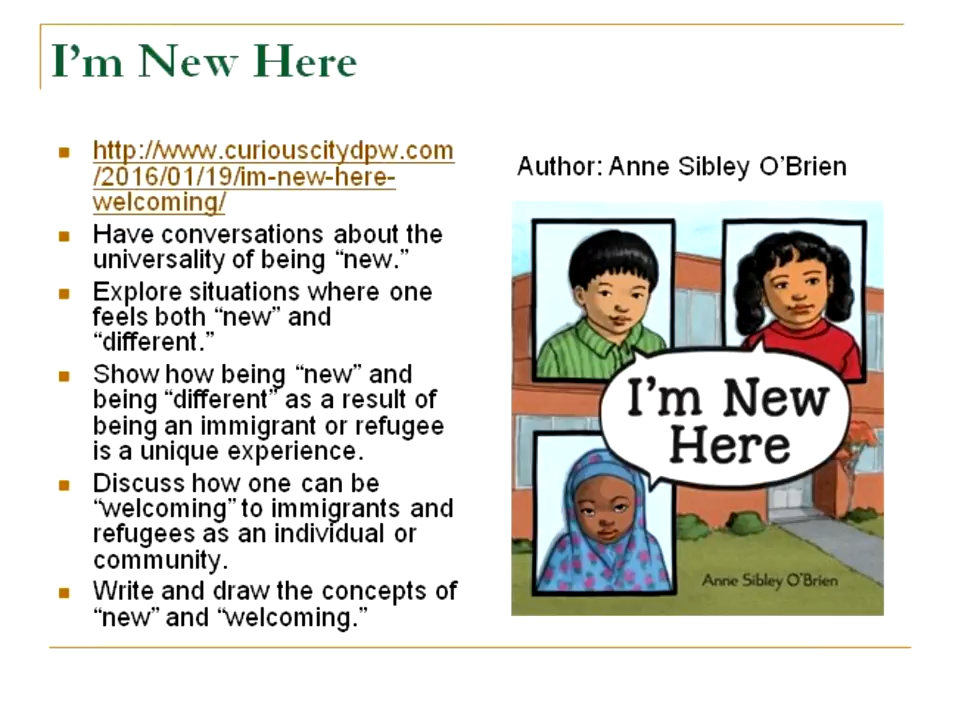 I’m New Here
http://www.curiouscitydpw.com
/2016/01/19/im-new-here-
welcoming/
Have conversations about the
universality of being “new.”
Explore situations where one
feels both “new” and
“different.”
Show how being “new” and
being “different” as a result of
being an immigrant or refugee
is a unique experience.
Discuss how one can be
“welcoming” to immigrants and
refugees as an individual or
community.
Write and draw the concepts of
“new” and “welcoming.”
Author: Anne Sibley O’Brien
I’m New
Here
Anne Sibley O’Brien